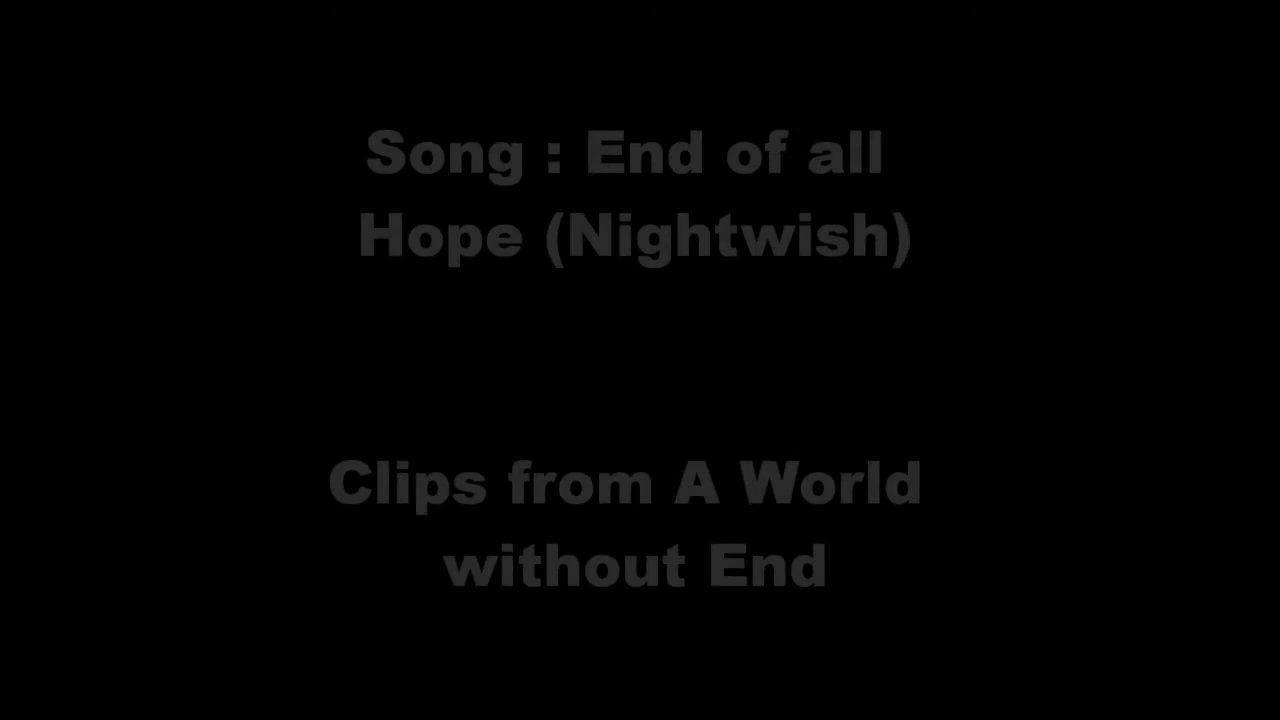 Song : End of all
Hope (Nightwish)
Clips from A World
without End